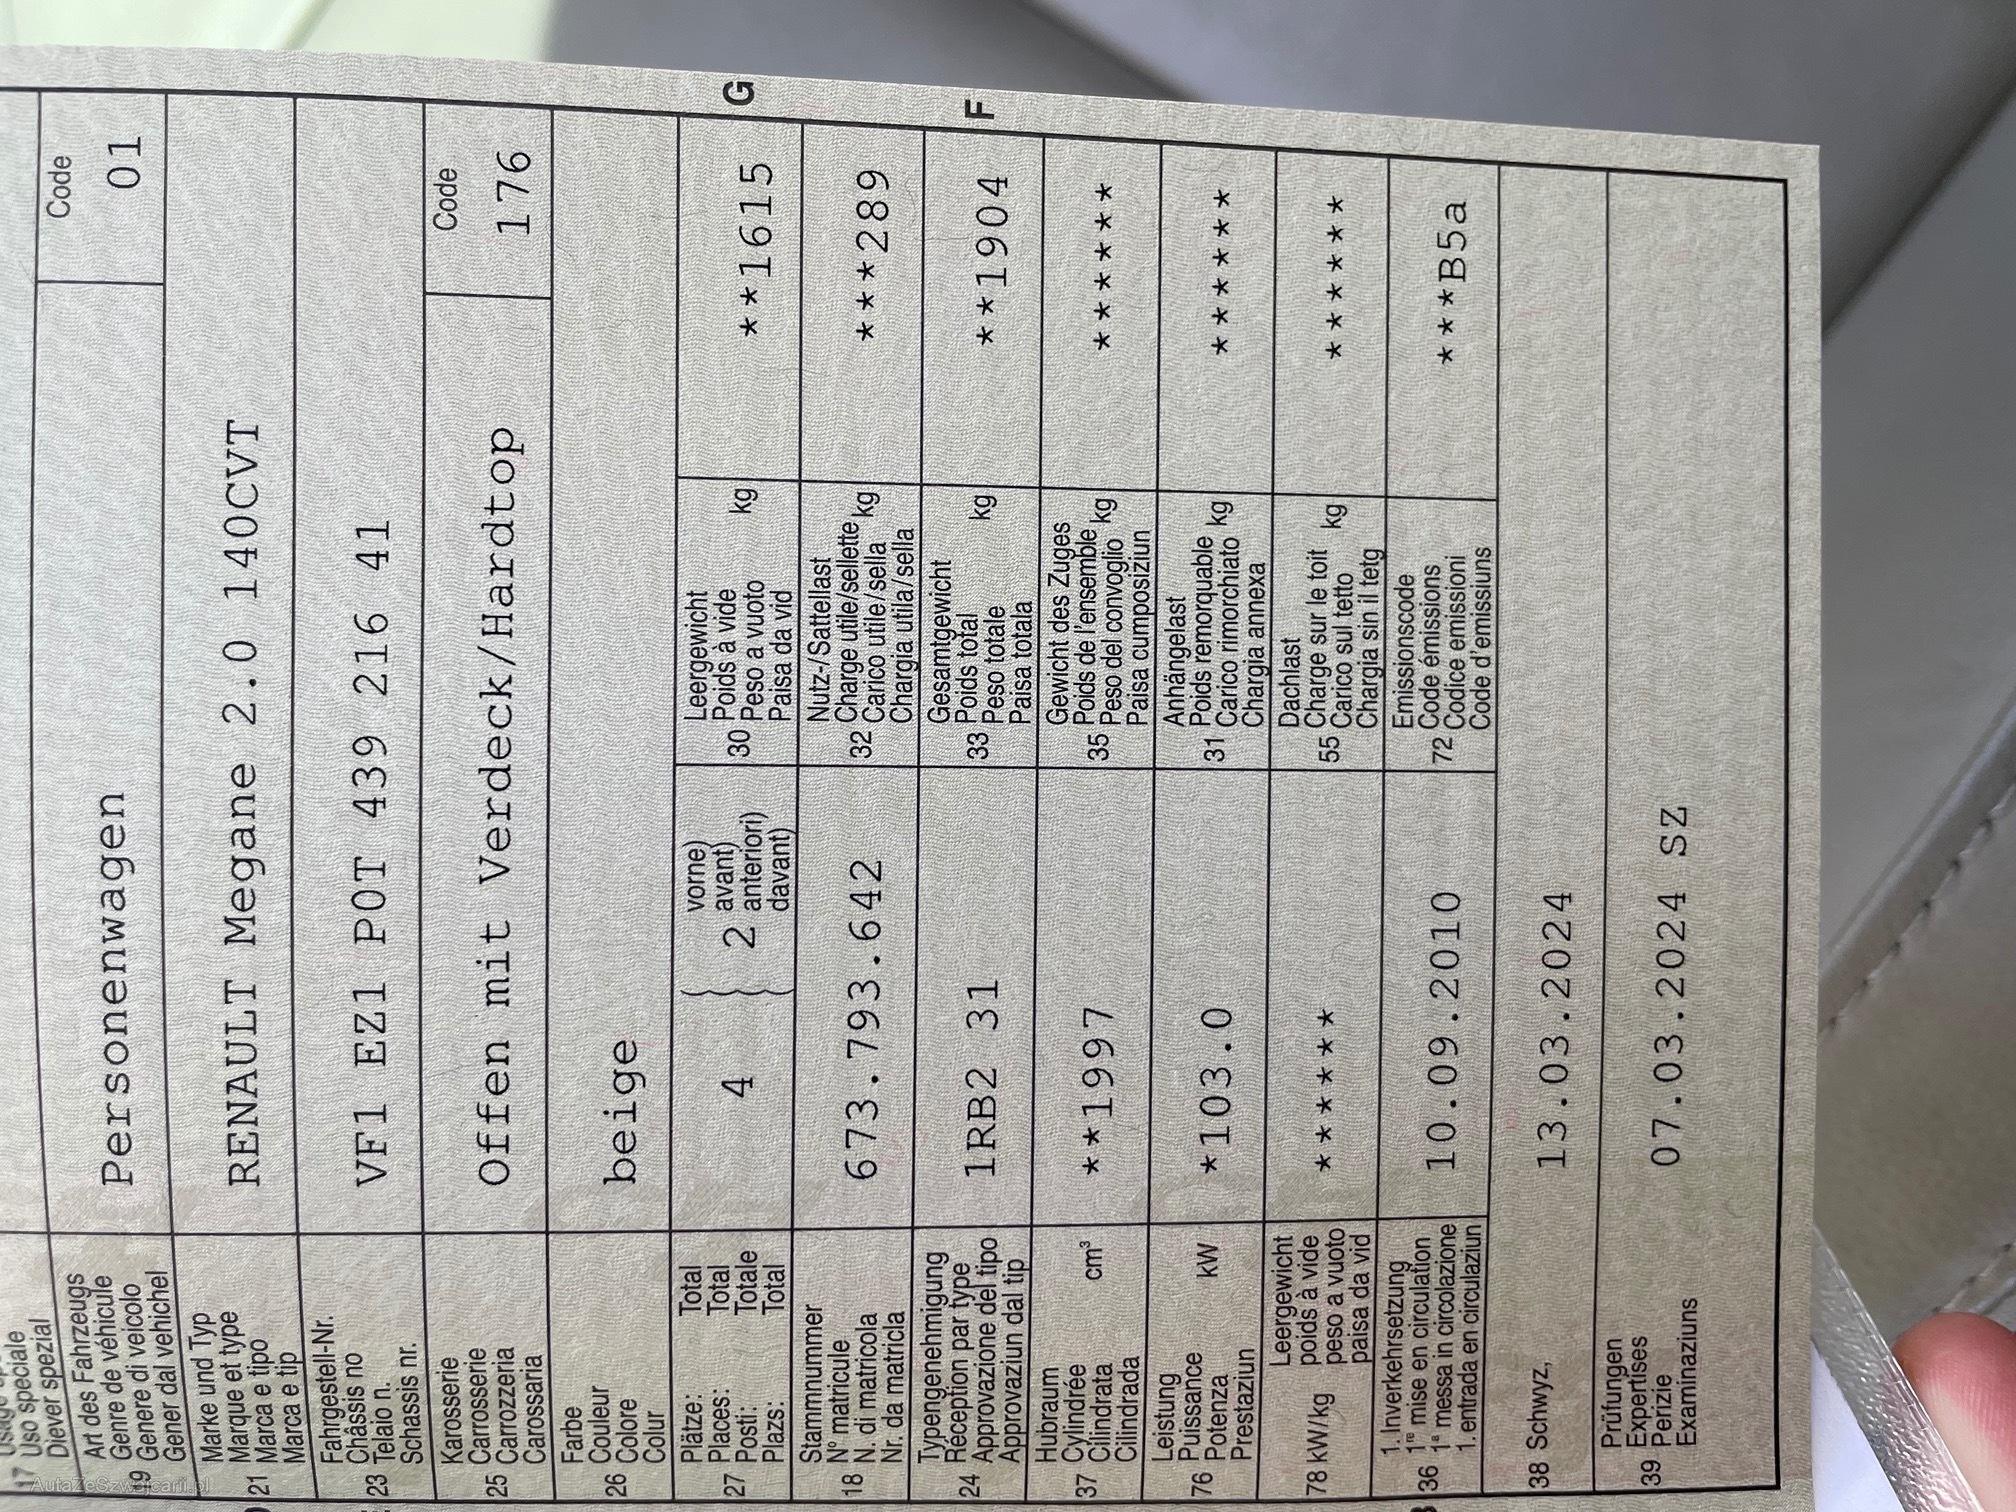 17 Uso speciale
Diever spezial
Art des Fahrzeugs
Genre de véhicule
19 Genere di veicolo
Gener dal vehichel
Personenwagen
Code
01
Marke und Typ
Marque et type
21 Marca e tipo
Marca e tip
RENAULT Megane 2.0 140CVT
Fahrgestell-Nr.
Châssis no
23 Telaio n.
Schassis nr.
VF1 EZ1 P0T 439 216 41
Karosserie
Carrosserie
25 Carrozzeria
Carossaria
Offen mit Verdeck/Hardtop
Code
176
Farbe
Couleur
26 Colore
Colur
beige
Plätze: Total
Places: Total
27 Posti: Totale
Plazs: Total
4
2
vorne)
avant)
anteriori)
davant)
Leergewicht
Poids à vide
30 Peso a vuoto kg
Paisa da vid
**1615
G
Stammnummer
N° matricule
18 N. di matricola
Nr. da matricla
673.793.642
Nutz-/Sattellast
Charge utile/sellette
32 Carico utile/sella kg
Chargia utila/sella
***289
Typengenehmigung
Réception par type
24 Approvazione del tipo
Approvaziun dal tip
1RB2 31
Gesamtgewicht
Poids total
33 Peso totale kg
Paisa totala
**1904
F
Hubraum
Cylindrée
37 Cilindrata cm³
Cilindrada
**1997
Gewicht des Zuges
Poids de l'ensemble
35 Peso del convoglio kg
Paisa cumposiziun
******
Leistung
Puissance
76 Potenza kW
Prestaziun
*103.0
Anhängelast
Poids remorquable
31 Carico rimorchiato kg
Chargia annexa
******
Leergewicht
poids à vide
78 kW/kg peso a vuoto
paisa da vid
******
Dachlast
Charge sur le toit
55 Carico sul tetto kg
Chargia sin il tetg
******
1. Inverkehrsetzung
1re mise en circulation
36 1a messa in circolazione
1. entrada en circulaziun
10.09.2010
Emissionscode
Code émissions
72 Codice emissioni
Code d'emissiuns
***B5a
38 Schwyz,
13.03.2024
Prüfungen
Expertises
39 Perizie
Examinaziuns
07.03.2024 SZ
AutaZeSzwajcarii.pl